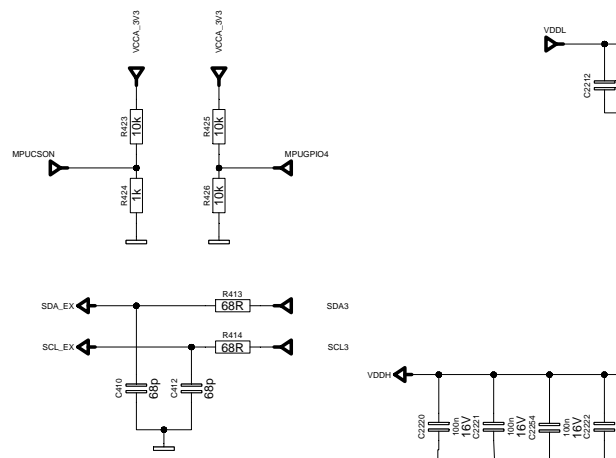 VCCA_3V3
VCCA_3V3
VDDL
C2212
R423
10k
R425
10k
MPUCSON
MPUGPIO4
R424
1k
R426
10k
SDA_EX
R413
68R
SDA3
SCL_EX
R414
68R
SCL3
C410
68p
C412
68p
VDDH
C2220
100n
16V
C2221
100n
16V
C2254
100n
16V
C2222